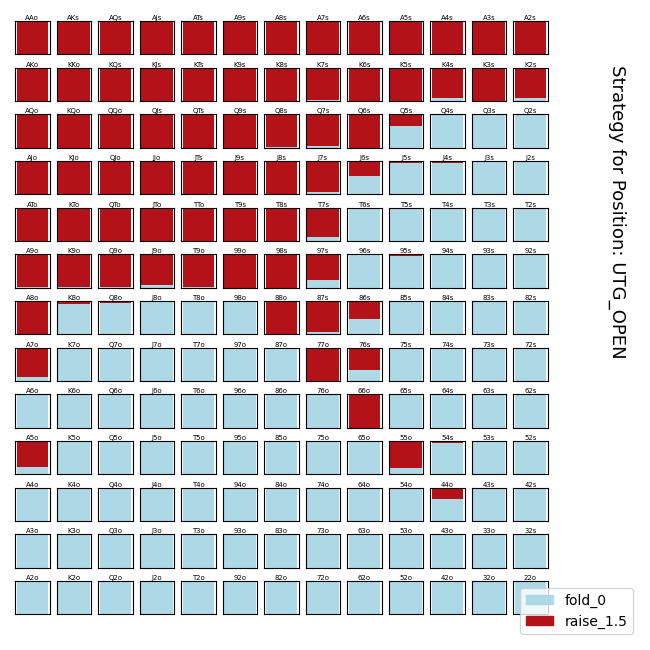 AAo AKs AQs AJs ATs A9s A8s A7s A6s A5s A4s A3s A2s
AKo KKo KQs KJs KTs K9s K8s K7s K6s K5s K4s K3s K2s
AQo KQo QQo QJs QTs Q9s Q8s Q7s Q6s Q5s Q4s Q3s Q2s
AJo KJo QJo JJo JTs J9s J8s J7s J6s J5s J4s J3s J2s
ATo KTo QTo JTo TTo T9s T8s T7s T6s T5s T4s T3s T2s
A9o K9o Q9o J9o T9o 99o 98s 97s 96s 95s 94s 93s 92s
A8o K8o Q8o J8o T8o 98o 88o 87s 86s 85s 84s 83s 82s
A7o K7o Q7o J7o T7o 97o 87o 77o 76s 75s 74s 73s 72s
A6o K6o Q6o J6o T6o 96o 86o 76o 66o 65s 64s 63s 62s
A5o K5o Q5o J5o T5o 95o 85o 75o 65o 55o 54s 53s 52s
A4o K4o Q4o J4o T4o 94o 84o 74o 64o 54o 44o 43s 42s
A3o K3o Q3o J3o T3o 93o 83o 73o 63o 53o 43o 33o 32s
A2o K2o Q2o J2o T2o 92o 82o 72o 62o 52o 42o 32o 22o
Strategy for Position: UTG_OPEN
fold_0
raise_1.5